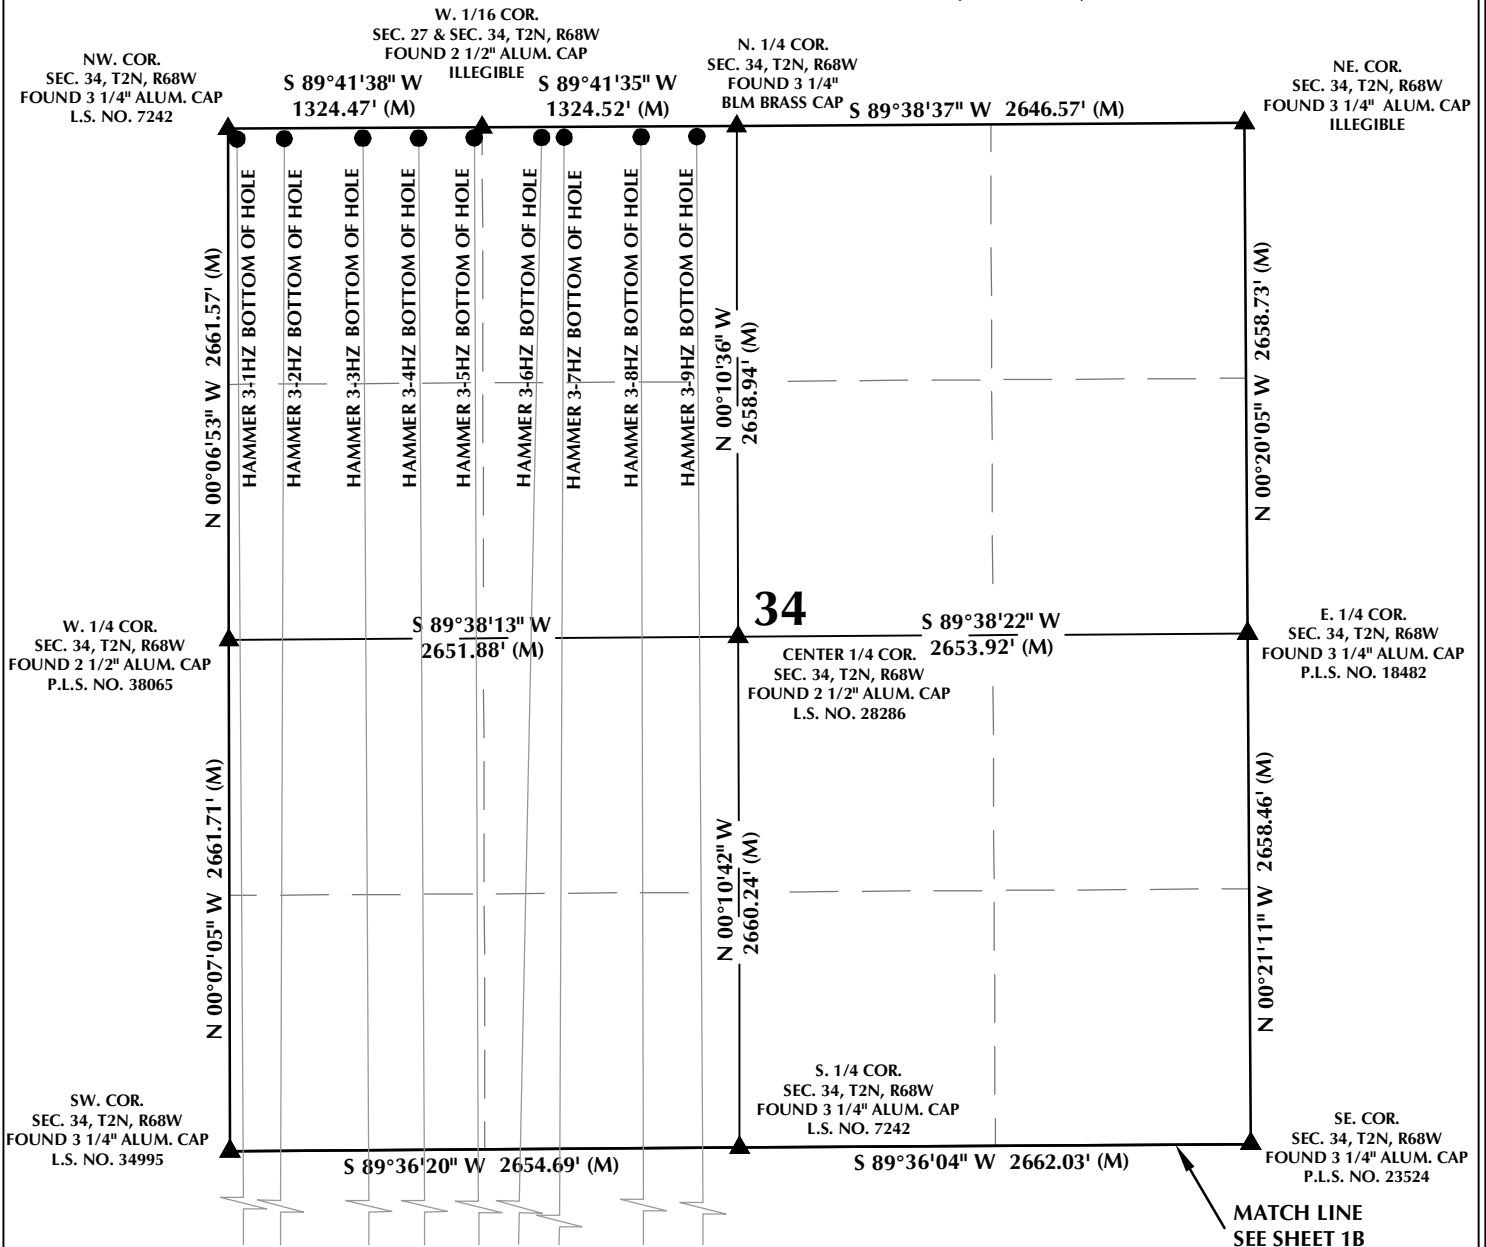 W. 1/16 COR.
SEC. 27 & SEC. 34, T2N, R68W
FOUND 2 1/2" ALUM. CAP
ILLEGIBLE
NW. COR.
SEC. 34, T2N, R68W
FOUND 3 1/4" ALUM. CAP
L.S. NO. 7242
S 89°41'38" W
1324.47' (M)
S 89°41'35" W
1324.52' (M)
N. 1/4 COR.
SEC. 34, T2N, R68W
FOUND 3 1/4"
BLM BRASS CAP
S 89°38'37" W 2646.57' (M)
NE. COR.
SEC. 34, T2N, R68W
FOUND 3 1/4" ALUM. CAP
ILLEGIBLE
N 00°06'53" W 2661.57' (M)
HAMMER 3-1HZ BOTTOM OF HOLE
HAMMER 3-2HZ BOTTOM OF HOLE
HAMMER 3-3HZ BOTTOM OF HOLE
HAMMER 3-4HZ BOTTOM OF HOLE
HAMMER 3-5HZ BOTTOM OF HOLE
HAMMER 3-6HZ BOTTOM OF HOLE
HAMMER 3-7HZ BOTTOM OF HOLE
HAMMER 3-8HZ BOTTOM OF HOLE
HAMMER 3-9HZ BOTTOM OF HOLE
N 00°10'36" W
2658.94' (M)
N 00°20'05" W 2658.73' (M)
W. 1/4 COR.
SEC. 34, T2N, R68W
FOUND 2 1/2" ALUM. CAP
P.L.S. NO. 38065
S 89°38'13" W
2651.88' (M)
34
S 89°38'22" W
2653.92' (M)
CENTER 1/4 COR.
SEC. 34, T2N, R68W
FOUND 2 1/2" ALUM. CAP
L.S. NO. 28286
E. 1/4 COR.
SEC. 34, T2N, R68W
FOUND 3 1/4" ALUM. CAP
P.L.S. NO. 18482
N 00°07'05" W 2661.71' (M)
N 00°10'42" W
2660.24' (M)
N 00°21'11" W 2658.46' (M)
SW. COR.
SEC. 34, T2N, R68W
FOUND 3 1/4" ALUM. CAP
L.S. NO. 34995
S 89°36'20" W 2654.69' (M)
S. 1/4 COR.
SEC. 34, T2N, R68W
FOUND 3 1/4" ALUM. CAP
L.S. NO. 7242
S 89°36'04" W 2662.03' (M)
SE. COR.
SEC. 34, T2N, R68W
FOUND 3 1/4" ALUM. CAP
P.L.S. NO. 23524
MATCH LINE
SEE SHEET 1B